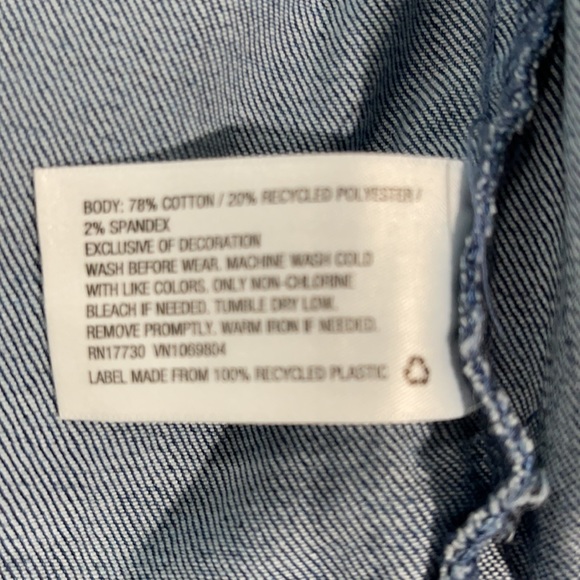 BODY: 78% COTTON / 20% RECYCLED POLYESTER /
2% SPANDEX
EXCLUSIVE OF DECORATION
WASH BEFORE WEAR. MACHINE WASH COLD
WITH LIKE COLORS. ONLY NON-CHLORINE
BLEACH IF NEEDED. TUMBLE DRY LOW.
REMOVE PROMPTLY. WARM IRON IF NEEDED.
RN17730 VN1069804
LABEL MADE FROM 100% RECYCLED PLASTIC